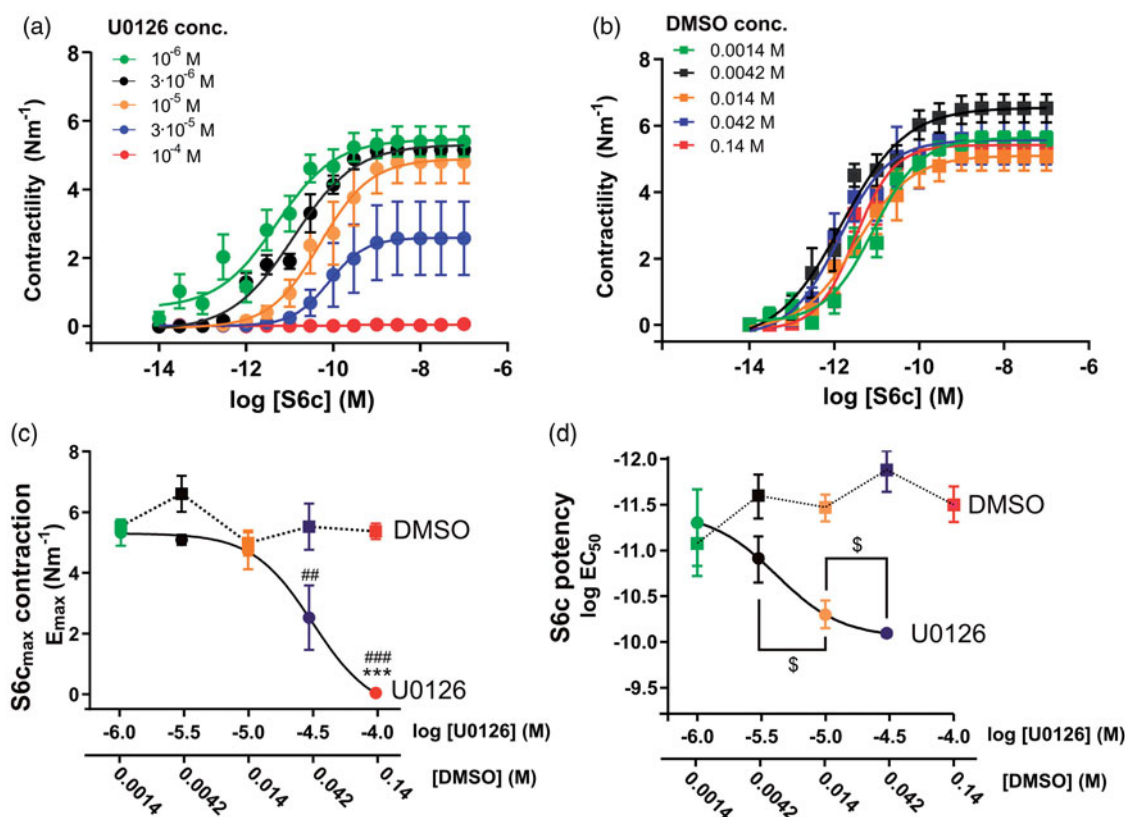 (a)
U0126 conc.
10⁻⁶ M
3·10⁻⁶ M
10⁻⁵ M
3·10⁻⁵ M
10⁻⁴ M
Contractility (Nm⁻¹)
8
6
4
2
0
-14 -12 -10 -8 -6
log [S6c] (M)
(b)
DMSO conc.
0.0014 M
0.0042 M
0.014 M
0.042 M
0.14 M
Contractility (Nm⁻¹)
8
6
4
2
0
-14 -12 -10 -8 -6
log [S6c] (M)
(c)
S6cmax contraction
Emax (Nm⁻¹)
8
6
4
2
0
DMSO
##
###
***
U0126
-6.0 -5.5 -5.0 -4.5 -4.0 log [U0126] (M)
0.0014 0.0042 0.014 0.042 0.14 [DMSO] (M)
(d)
S6c potency
log EC₅₀
-12.0
-11.5
-11.0
-10.5
-10.0
-9.5
DMSO
$
U0126
$
-6.0 -5.5 -5.0 -4.5 -4.0 log [U0126] (M)
0.0014 0.0042 0.014 0.042 0.14 [DMSO] (M)